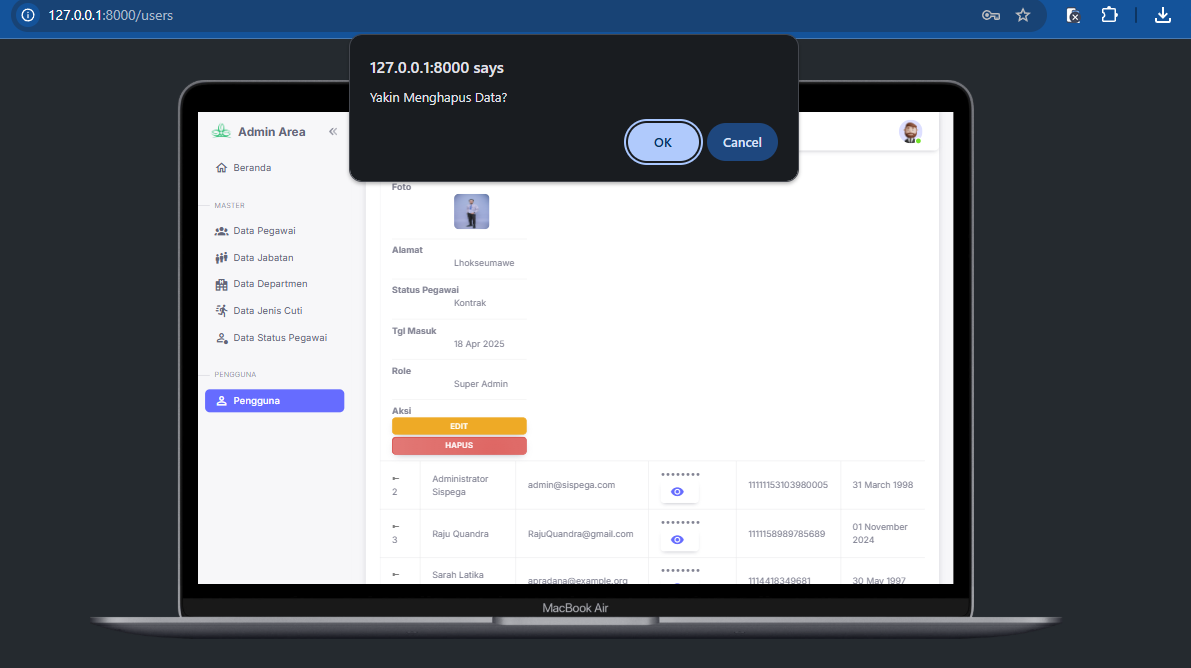 127.0.0.1:8000/users
127.0.0.1:8000 says
Yakin Menghapus Data?
OK
Cancel
Admin Area
Beranda
MASTER
Data Pegawai
Data Jabatan
Data Departmen
Data Jenis Cuti
Data Status Pegawai
PENGGUNA
Pengguna
Foto
Alamat
Lhokseumawe
Status Pegawai
Kontrak
Tgl Masuk
18 Apr 2025
Role
Super Admin
Aksi
EDIT
HAPUS
2
Administrator
Sispega
admin@sispega.com
••••••••
11111153103980005
31 March 1998
3
Raju Quandra
RajuQuandra@gmail.com
••••••••
1111158989785689
01 November
2024
Sarah Latika
apradana@example.org
••••••••
1114418349681
30 May 1997
MacBook Air